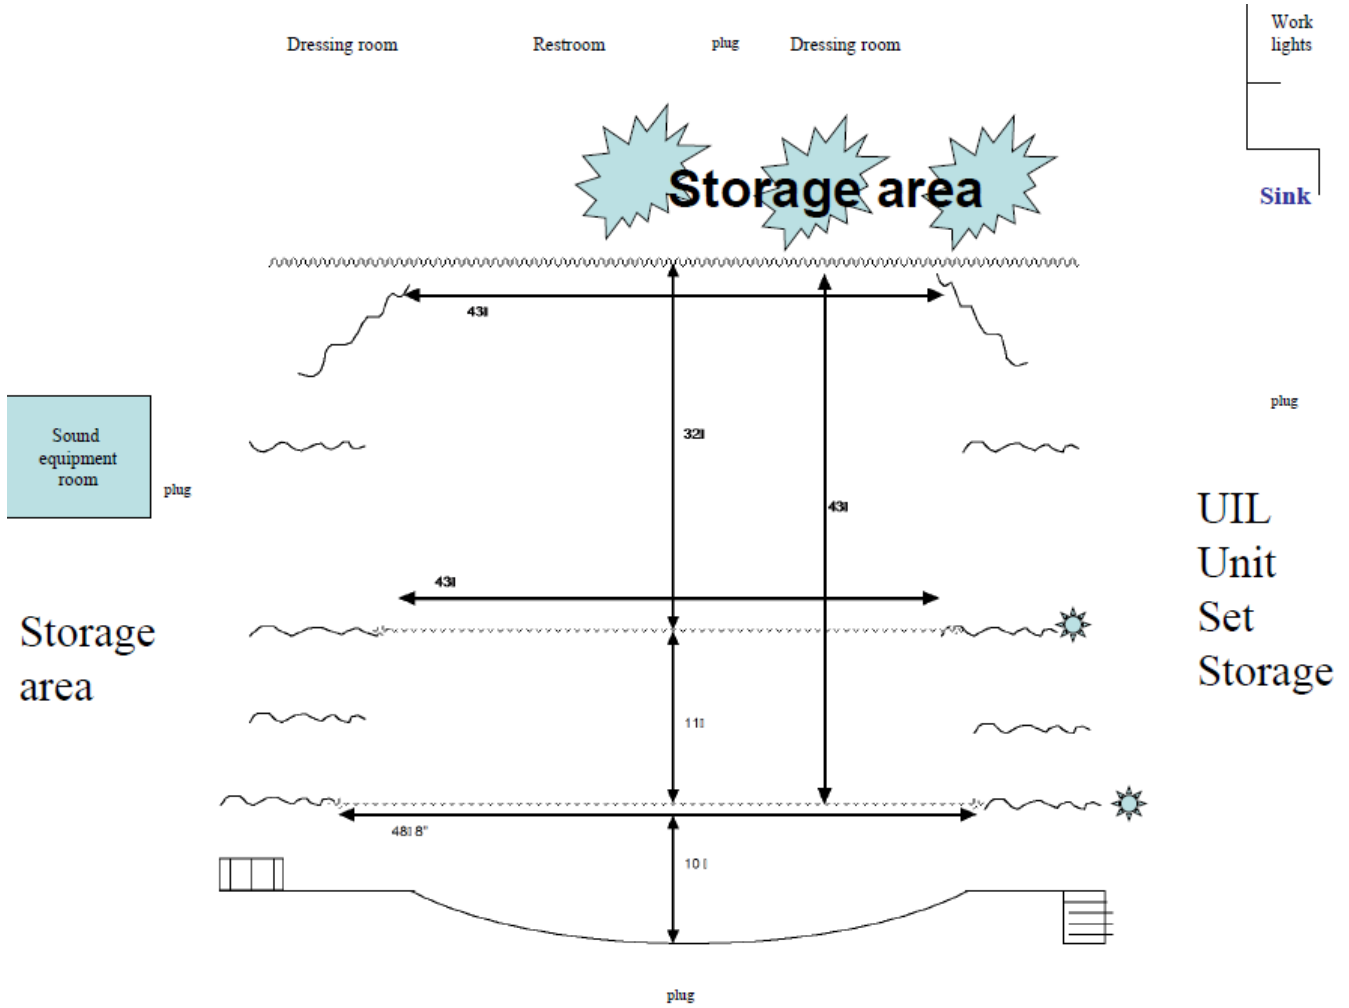 Dressing room
Restroom
plug
Dressing room
Work
lights
Storage area
Sink
43▯
32▯
plug
Sound
equipment
room
plug
43▯
UIL
Unit
Set
Storage
43▯
Storage
area
11▯
48▯ 8"
10 ▯
plug